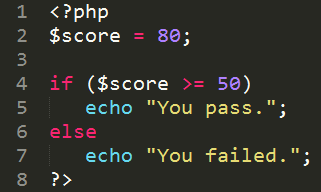 1 <?php
2 $score = 80;
3
4 if ($score >= 50)
5 echo "You pass.";
6 else
7 echo "You failed.";
8 ?>